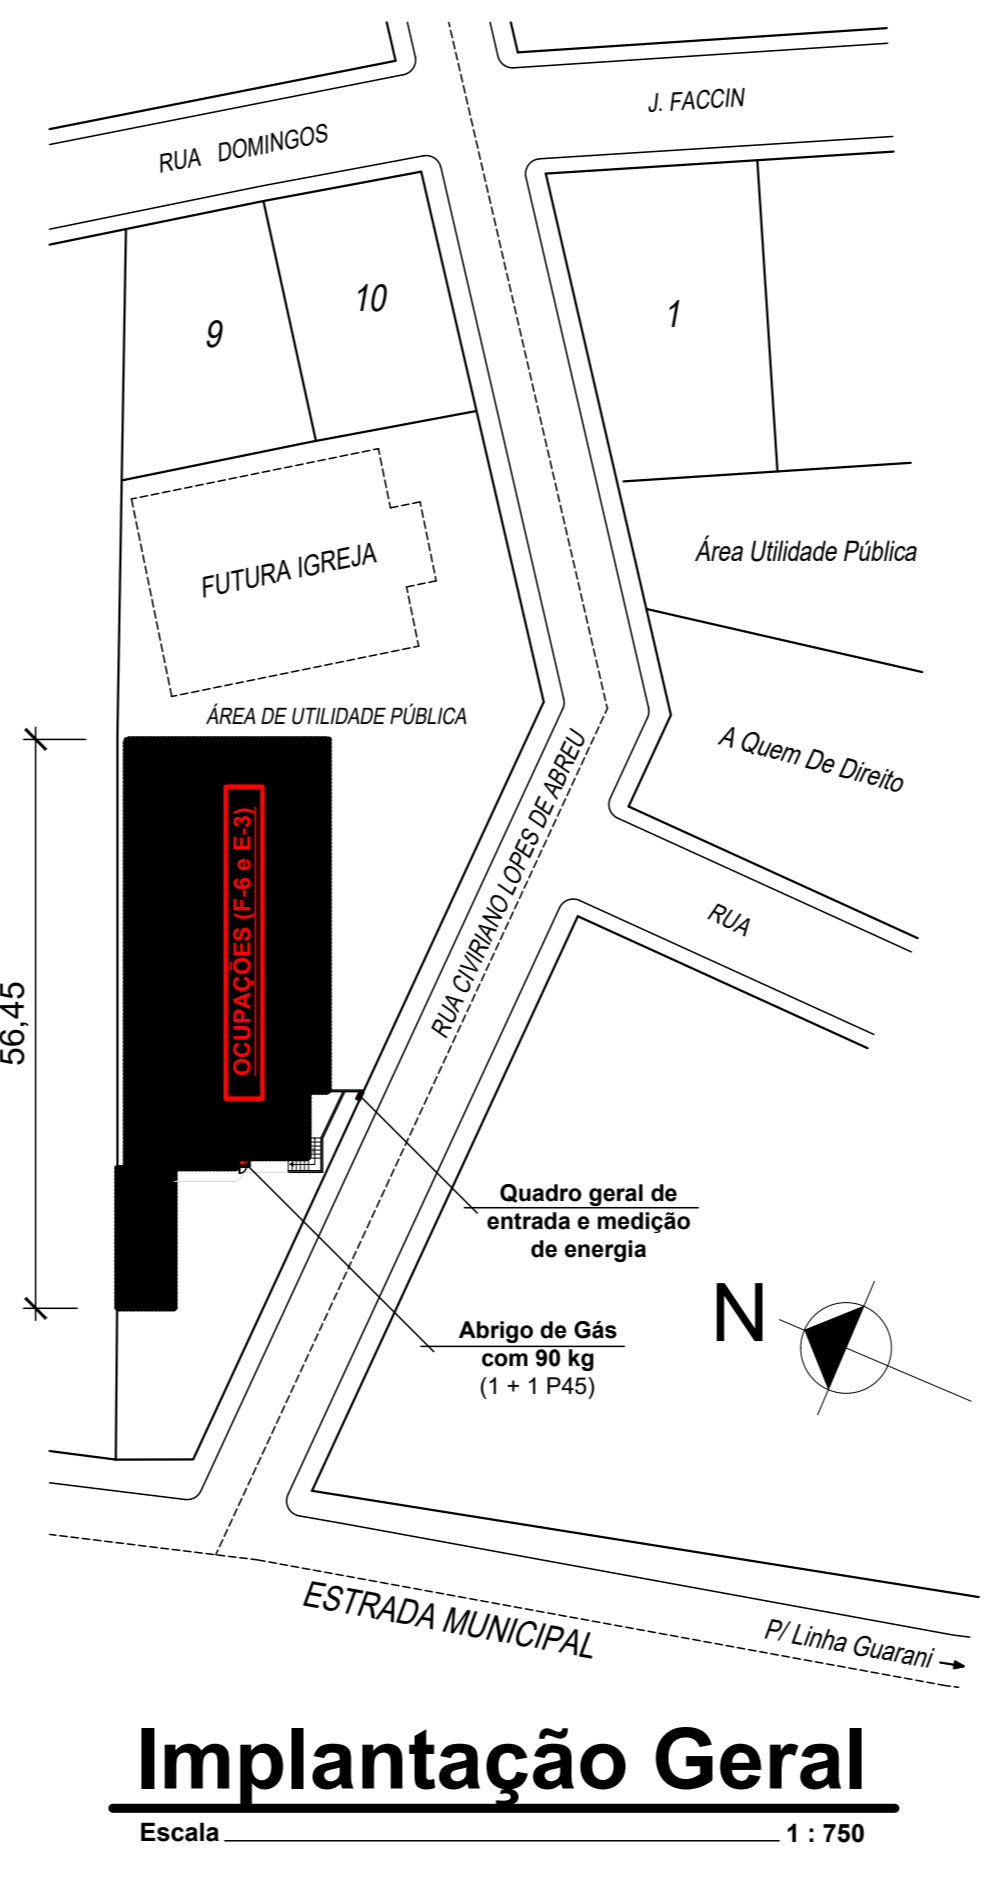 RUA DOMINGOS
J. FACCIN
9
10
1
FUTURA IGREJA
Área Utilidade Pública
ÁREA DE UTILIDADE PÚBLICA
A Quem De Direito
OCUPAÇÕES (F-6 e E-3)
RUA CIVIRIANO LOPES DE ABREU
RUA
56,45
Quadro geral de
entrada e medição
de energia
Abrigo de Gás
com 90 kg
(1 + 1 P45)
N
ESTRADA MUNICIPAL
P/ Linha Guarani
Implantação Geral
Escala 1 : 750